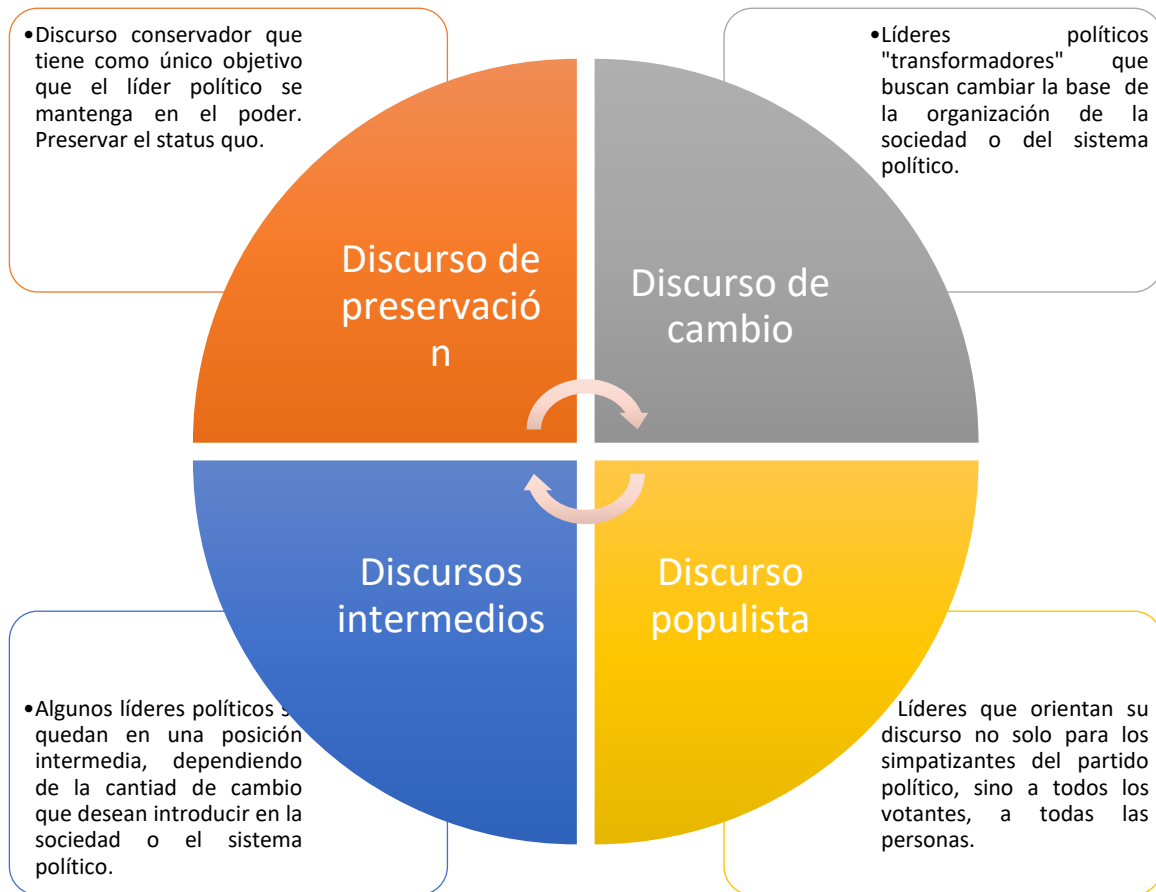 •Discurso conservador que
tiene como único objetivo
que el líder político se
mantenga en el poder.
Preservar el status quo.
•Líderes políticos
"transformadores" que
buscan cambiar la base de
la organización de la
sociedad o del sistema
político.
Discurso de
preservació
n
Discurso de
cambio
Discursos
intermedios
Discurso
populista
•Algunos líderes políticos
quedan en una posición
intermedia, dependiendo
de la cantiad de cambio
que desean introducir en la
sociedad o el sistema
político.
Líderes que orientan su
discurso no solo para los
simpatizantes del partido
político, sino a todos los
votantes, a todas las
personas.